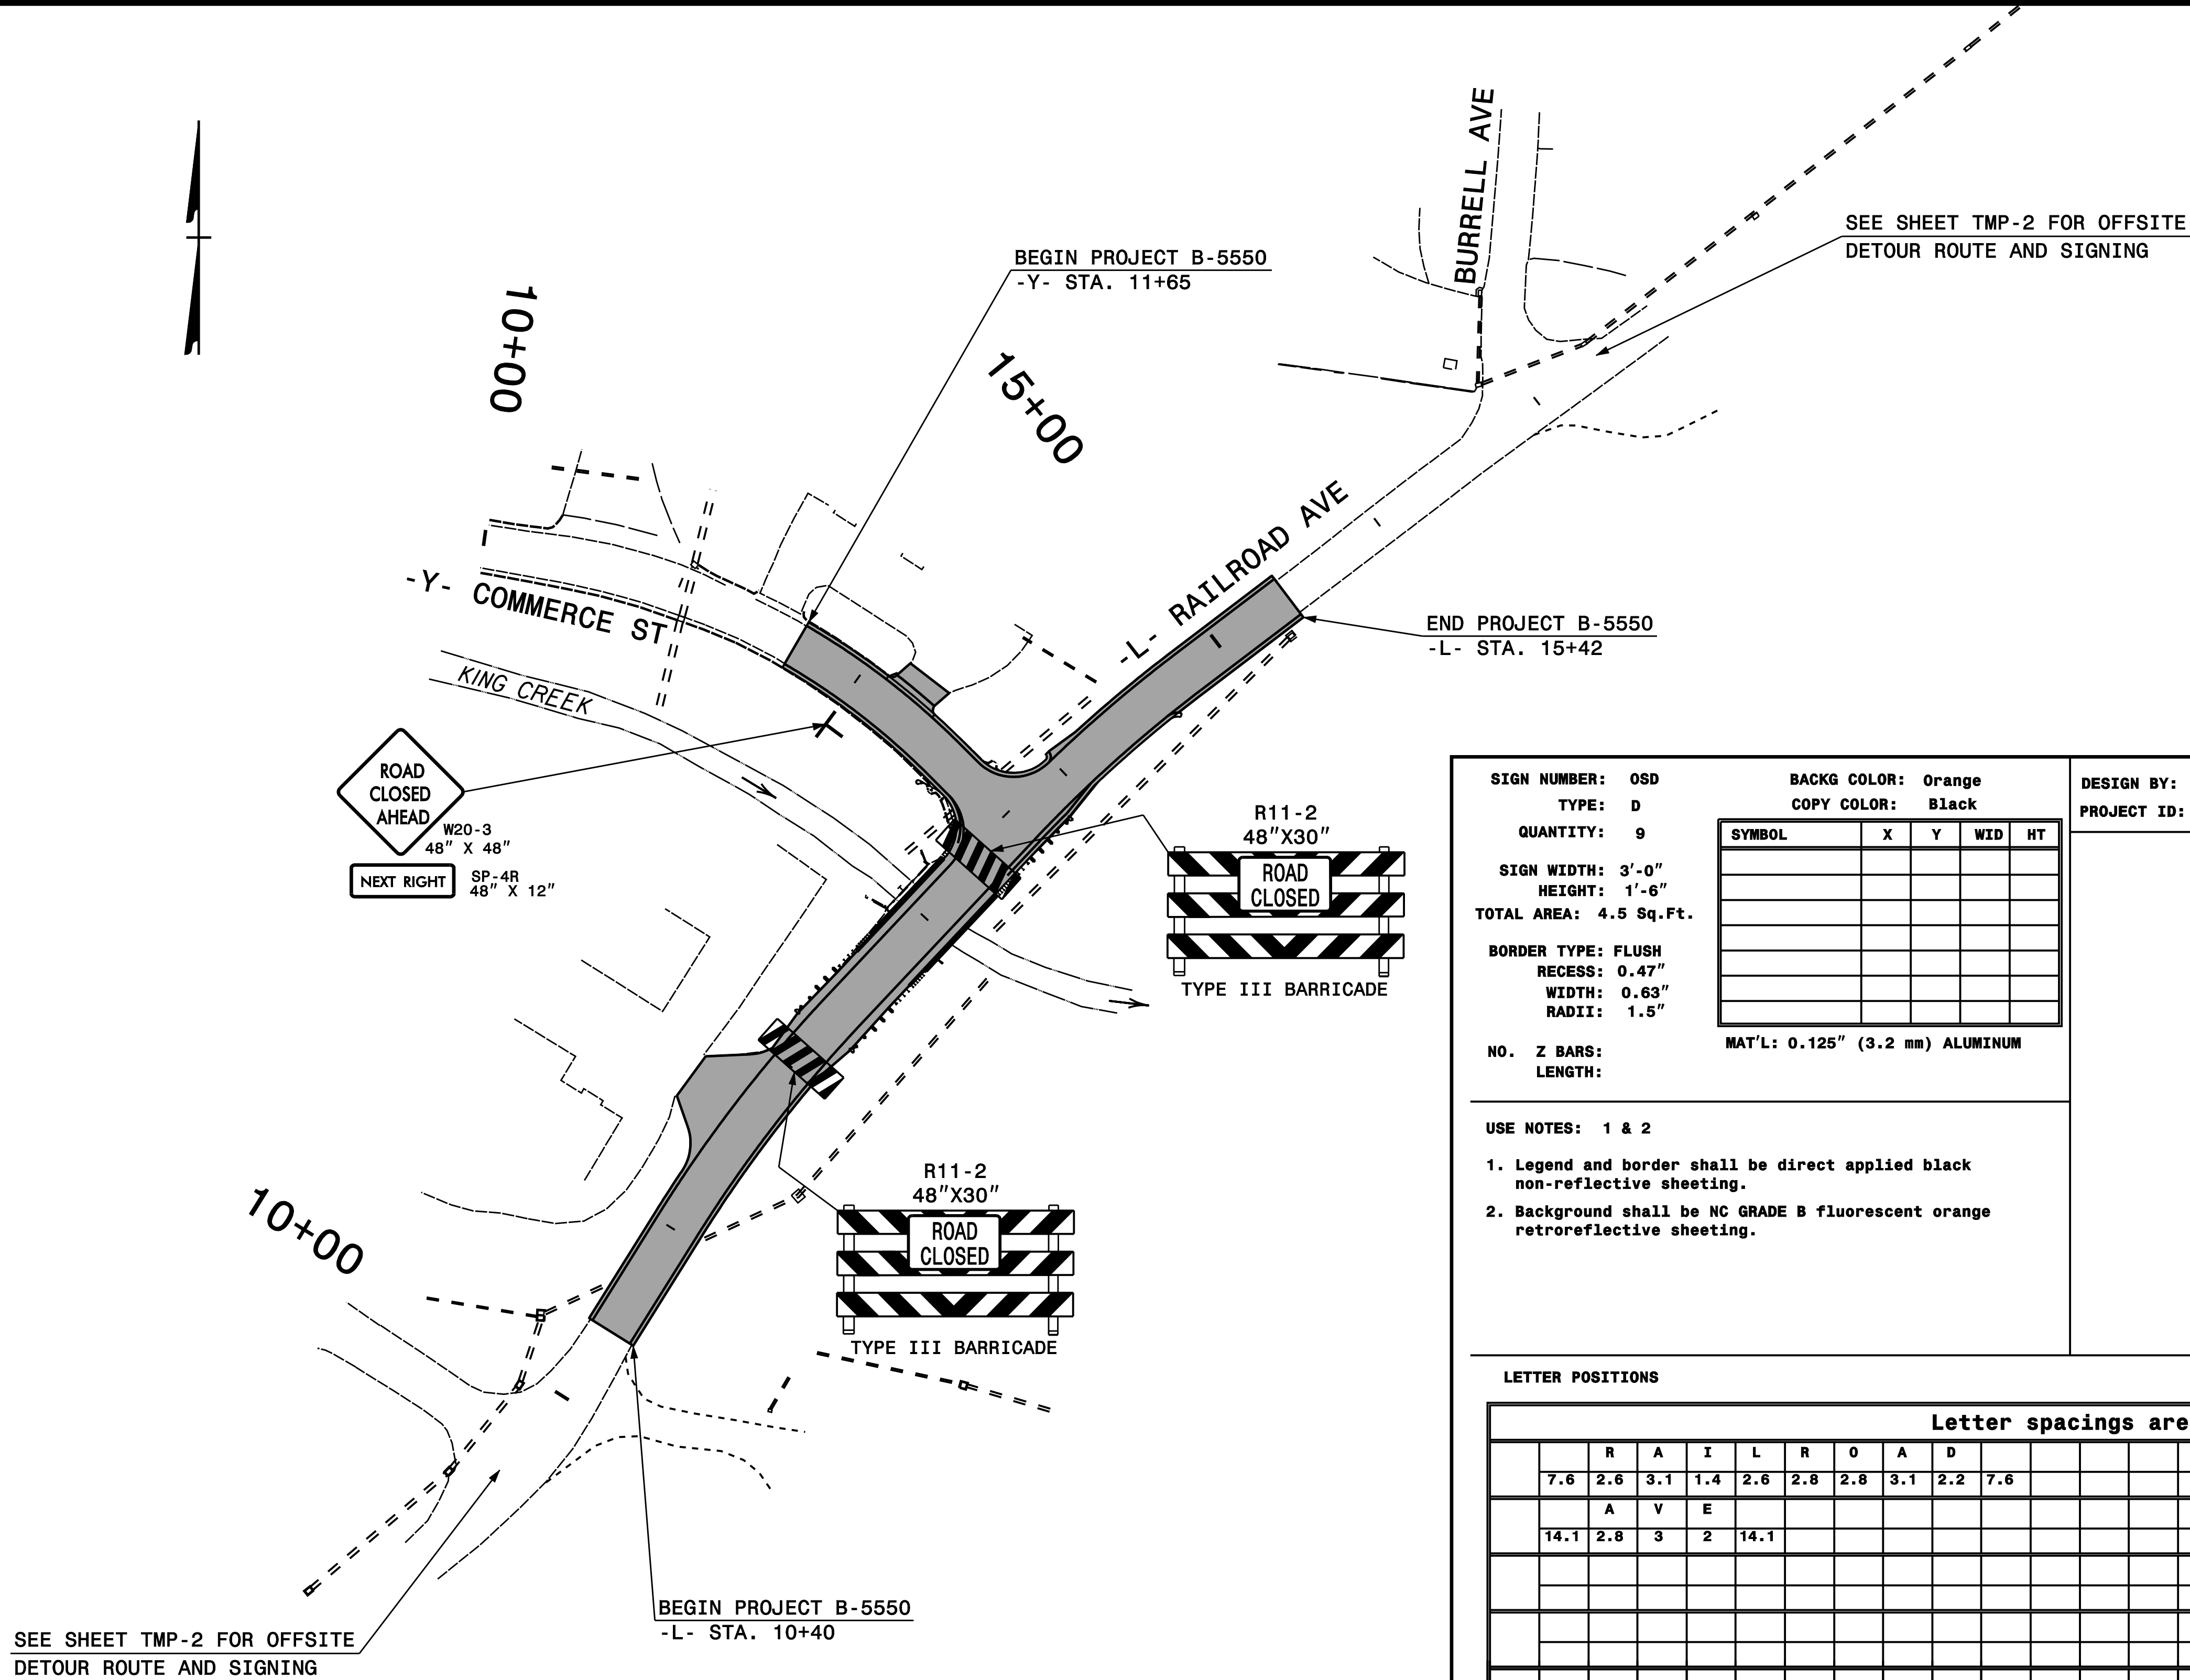 BURRELL AVE
SEE SHEET TMP-2 FOR OFFSITE
DETOUR ROUTE AND SIGNING
BEGIN PROJECT B-5550
-Y- STA. 11+65
10+00
15+00
-L- RAILROAD AVE
-Y- COMMERCE ST
KING CREEK
END PROJECT B-5550
-L- STA. 15+42
ROAD
CLOSED
AHEAD
W20-3
48" X 48"
NEXT RIGHT
SP-4R
48" X 12"
R11-2
48"X30"
ROAD
CLOSED
TYPE III BARRICADE
R11-2
48"X30"
ROAD
CLOSED
TYPE III BARRICADE
10+00
BEGIN PROJECT B-5550
-L- STA. 10+40
SEE SHEET TMP-2 FOR OFFSITE
DETOUR ROUTE AND SIGNING
SIGN NUMBER: OSD
TYPE: D
QUANTITY: 9
SIGN WIDTH: 3'-0"
HEIGHT: 1'-6"
TOTAL AREA: 4.5 Sq.Ft.
BORDER TYPE: FLUSH
RECESS: 0.47"
WIDTH: 0.63"
RADII: 1.5"
NO. Z BARS:
LENGTH:
BACKG COLOR: Orange
COPY COLOR: Black
SYMBOL X Y WID HT
MAT'L: 0.125" (3.2 mm) ALUMINUM
DESIGN BY:
PROJECT ID:
USE NOTES: 1 & 2
1. Legend and border shall be direct applied black
non-reflective sheeting.
2. Background shall be NC GRADE B fluorescent orange
retroreflective sheeting.
LETTER POSITIONS
Letter spacings are
R A I L R O A D
7.6 2.6 3.1 1.4 2.6 2.8 2.8 3.1 2.2 7.6
A V E
14.1 2.8 3 2 14.1